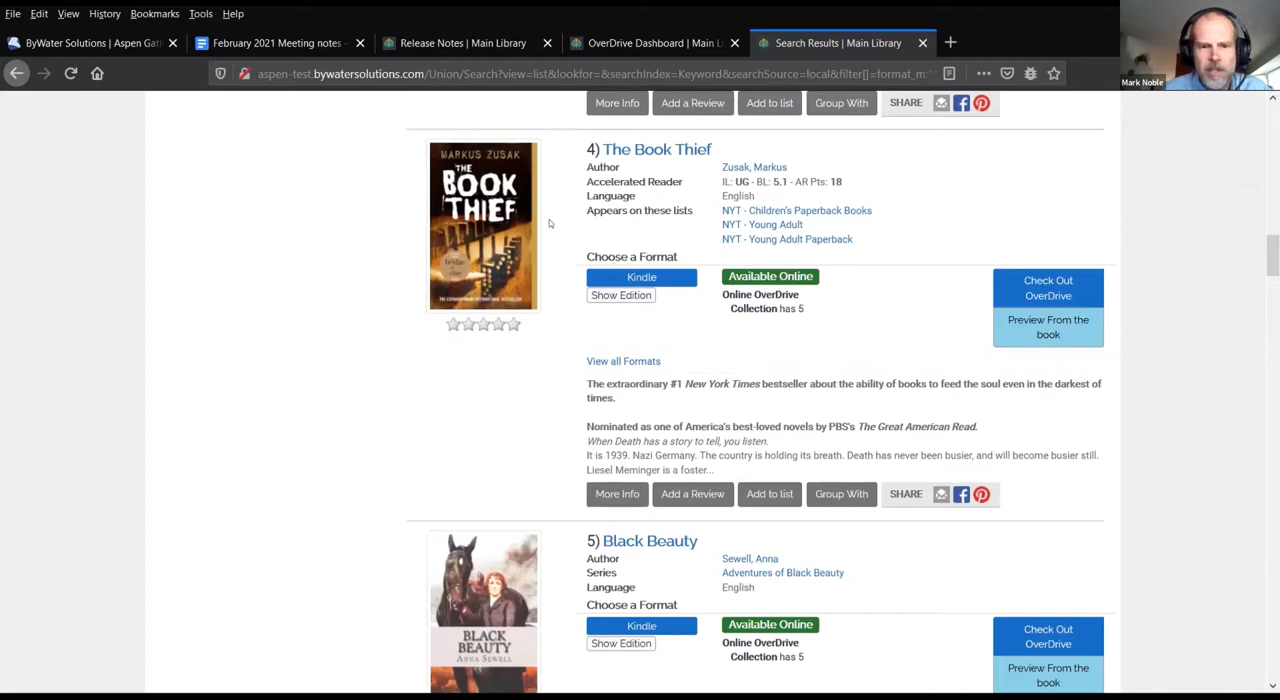 File Edit View History Bookmarks Tools Help
ByWater Solutions | Aspen Gath
February 2021 Meeting notes -
Release Notes | Main Library
OverDrive Dashboard | Main Li
Search Results | Main Library
aspen-test.bywatersolutions.com/Union/Search?view=list&lookfor=&searchIndex=Keyword&searchSource=local&filter[]=format_m:"
Mark Noble
More Info Add a Review Add to list Group With SHARE
MARKUS ZUSAK
THE
BOOK
THIEF
4) The Book Thief
Author Zusak, Markus
Accelerated Reader IL: UG - BL: 5.1 - AR Pts: 18
Language English
Appears on these lists NYT - Children's Paperback Books
NYT - Young Adult
NYT - Young Adult Paperback
Choose a Format
Kindle Available Online Check Out OverDrive
Show Edition Online OverDrive Collection has 5 Preview From the book
View all Formats
The extraordinary #1 New York Times bestseller about the ability of books to feed the soul even in the darkest of
times.
Nominated as one of America's best-loved novels by PBS's The Great American Read.
When Death has a story to tell, you listen.
It is 1939. Nazi Germany. The country is holding its breath. Death has never been busier, and will become busier still.
Liesel Meminger is a foster...
More Info Add a Review Add to list Group With SHARE
BLACK
BEAUTY
ANNA SEWELL
5) Black Beauty
Author Sewell, Anna
Series Adventures of Black Beauty
Language English
Choose a Format
Kindle Available Online Check Out OverDrive
Show Edition Online OverDrive Collection has 5 Preview From the book